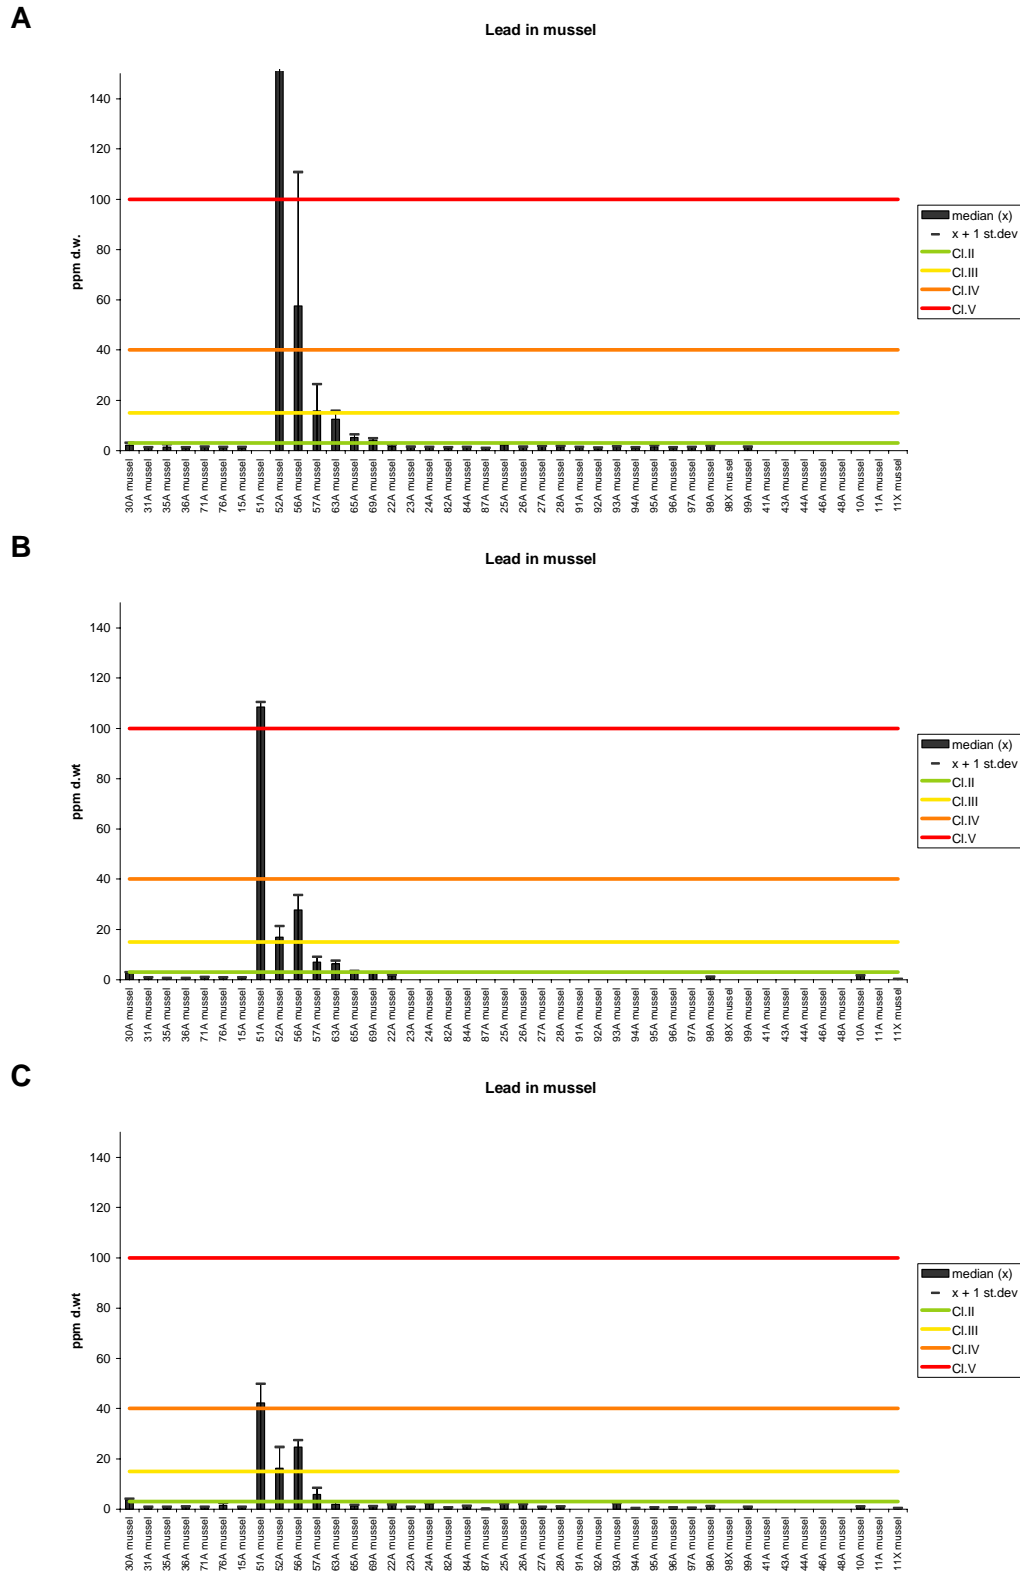 A
Lead in mussel
ppm d.w.
140
120
100
80
60
40
20
0
30A mussel
31A mussel
35A mussel
36A mussel
71A mussel
76A mussel
15A mussel
51A mussel
52A mussel
56A mussel
57A mussel
63A mussel
65A mussel
69A mussel
22A mussel
23A mussel
24A mussel
82A mussel
84A mussel
87A mussel
25A mussel
26A mussel
27A mussel
28A mussel
91A mussel
92A mussel
93A mussel
94A mussel
95A mussel
96A mussel
97A mussel
98A mussel
98X mussel
99A mussel
41A mussel
43A mussel
44A mussel
46A mussel
48A mussel
10A mussel
11A mussel
11X mussel
median (x)
x + 1 st.dev
Cl.II
Cl.III
Cl.IV
Cl.V
B
Lead in mussel
ppm d.wt
140
120
100
80
60
40
20
0
30A mussel
31A mussel
35A mussel
36A mussel
71A mussel
76A mussel
15A mussel
51A mussel
52A mussel
56A mussel
57A mussel
63A mussel
65A mussel
69A mussel
22A mussel
23A mussel
24A mussel
82A mussel
84A mussel
87A mussel
25A mussel
26A mussel
27A mussel
28A mussel
91A mussel
92A mussel
93A mussel
94A mussel
95A mussel
96A mussel
97A mussel
98A mussel
98X mussel
99A mussel
41A mussel
43A mussel
44A mussel
46A mussel
48A mussel
10A mussel
11A mussel
11X mussel
median (x)
x + 1 st.dev
Cl.II
Cl.III
Cl.IV
Cl.V
C
Lead in mussel
ppm d.wt
140
120
100
80
60
40
20
0
30A mussel
31A mussel
35A mussel
36A mussel
71A mussel
76A mussel
15A mussel
51A mussel
52A mussel
56A mussel
57A mussel
63A mussel
65A mussel
69A mussel
22A mussel
23A mussel
24A mussel
82A mussel
84A mussel
87A mussel
25A mussel
26A mussel
27A mussel
28A mussel
91A mussel
92A mussel
93A mussel
94A mussel
95A mussel
96A mussel
97A mussel
98A mussel
98X mussel
99A mussel
41A mussel
43A mussel
44A mussel
46A mussel
48A mussel
10A mussel
11A mussel
11X mussel
median (x)
x + 1 st.dev
Cl.II
Cl.III
Cl.IV
Cl.V